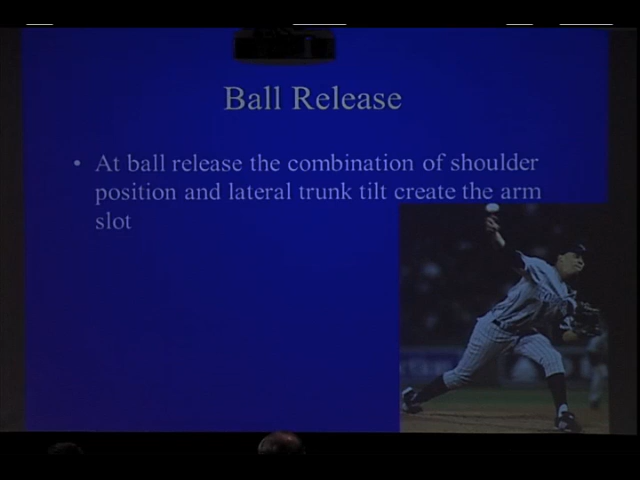 Ball Release
• At ball release the combination of shoulder
position and lateral trunk tilt create the arm
slot